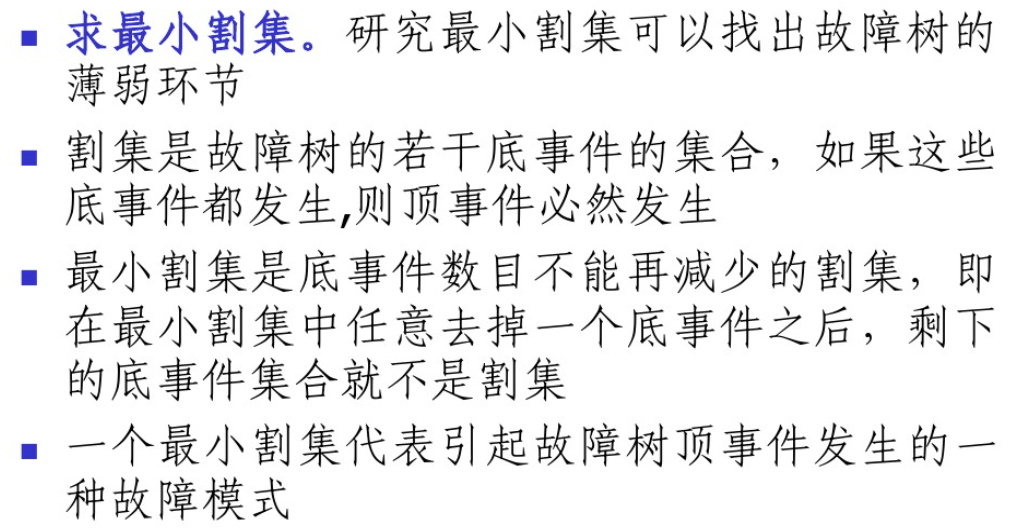 ■ 求最小割集。研究最小割集可以找出故障树的
薄弱环节
■ 割集是故障树的若干底事件的集合，如果这些
底事件都发生,则顶事件必然发生
■ 最小割集是底事件数目不能再减少的割集，即
在最小割集中任意去掉一个底事件之后，剩下
的底事件集合就不是割集
■ 一个最小割集代表引起故障树顶事件发生的一
种故障模式